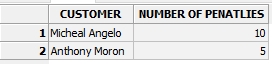 CUSTOMER NUMBER OF PENATLIES
1 Micheal Angelo 10
2 Anthony Moron 5